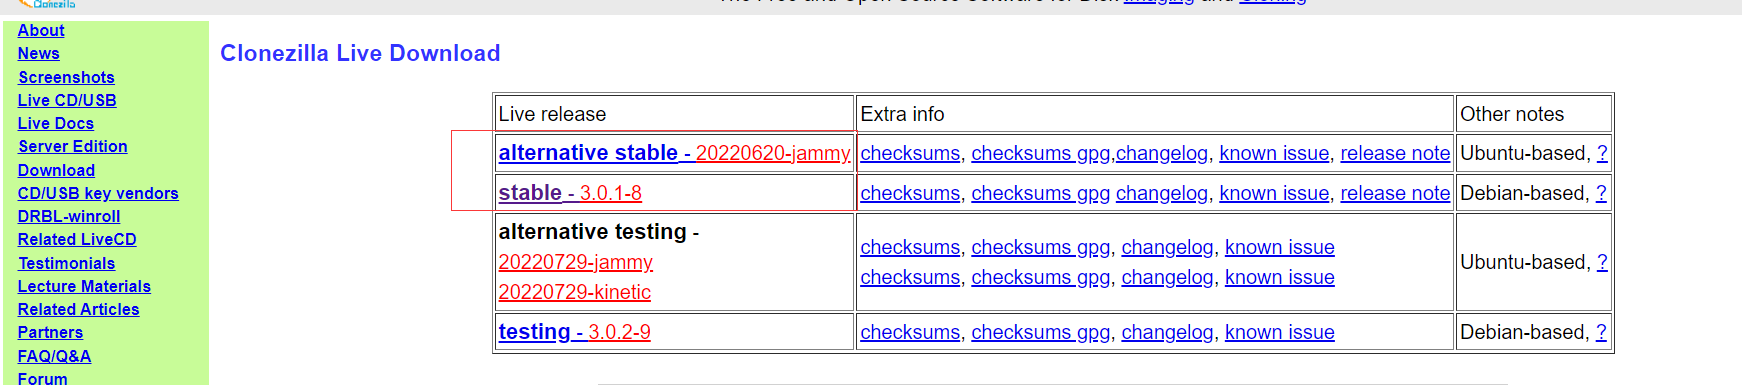 Clonezilla
The Free and Open Source Software for Disk Imaging and Cloning
About
News
Screenshots
Live CD/USB
Live Docs
Server Edition
Download
CD/USB key vendors
DRBL-winroll
Related LiveCD
Testimonials
Lecture Materials
Related Articles
Partners
FAQ/Q&A
Forum
Clonezilla Live Download
Live release Extra info Other notes
alternative stable - 20220620-jammy checksums, checksums gpg,changelog, known issue, release note Ubuntu-based, ?
stable - 3.0.1-8 checksums, checksums gpg changelog, known issue, release note Debian-based, ?
alternative testing -
20220729-jammy checksums, checksums gpg, changelog, known issue
20220729-kinetic checksums, checksums gpg, changelog, known issue
Ubuntu-based, ?
testing - 3.0.2-9 checksums, checksums gpg, changelog, known issue Debian-based, ?